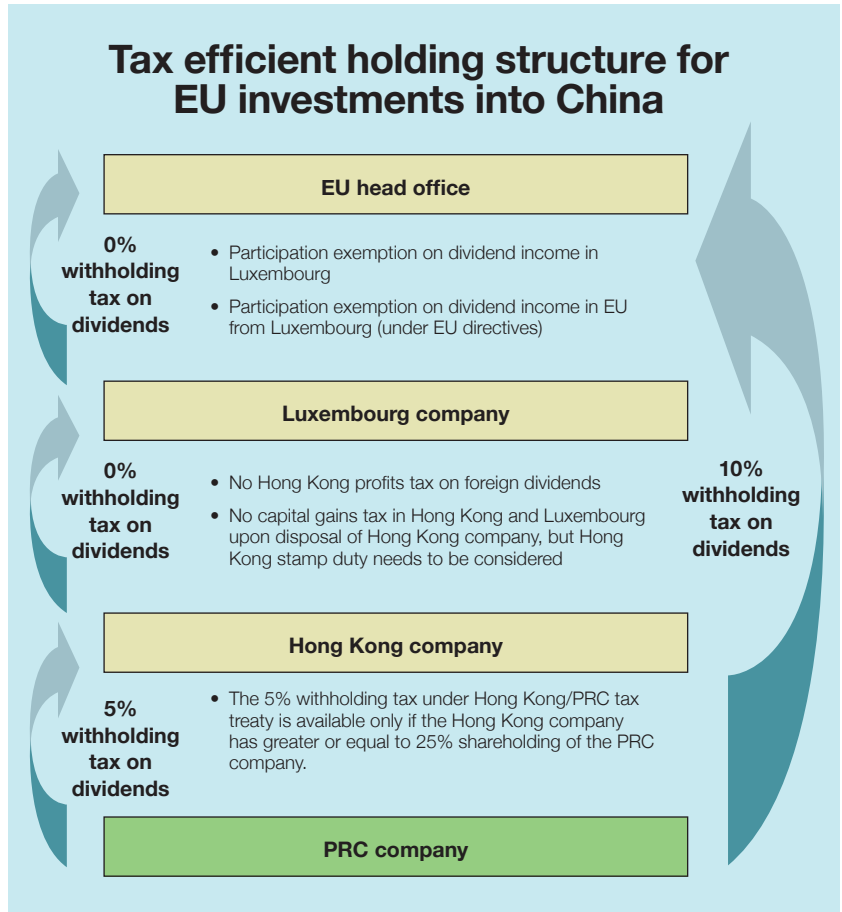 Tax efficient holding structure for
EU investments into China
EU head office
0%
withholding
tax on
dividends
• Participation exemption on dividend income in
Luxembourg
• Participation exemption on dividend income in EU
from Luxembourg (under EU directives)
Luxembourg company
0%
withholding
tax on
dividends
• No Hong Kong profits tax on foreign dividends
• No capital gains tax in Hong Kong and Luxembourg
upon disposal of Hong Kong company, but Hong
Kong stamp duty needs to be considered
10%
withholding
tax on
dividends
Hong Kong company
5%
withholding
tax on
dividends
• The 5% withholding tax under Hong Kong/PRC tax
treaty is available only if the Hong Kong company
has greater or equal to 25% shareholding of the PRC
company.
PRC company